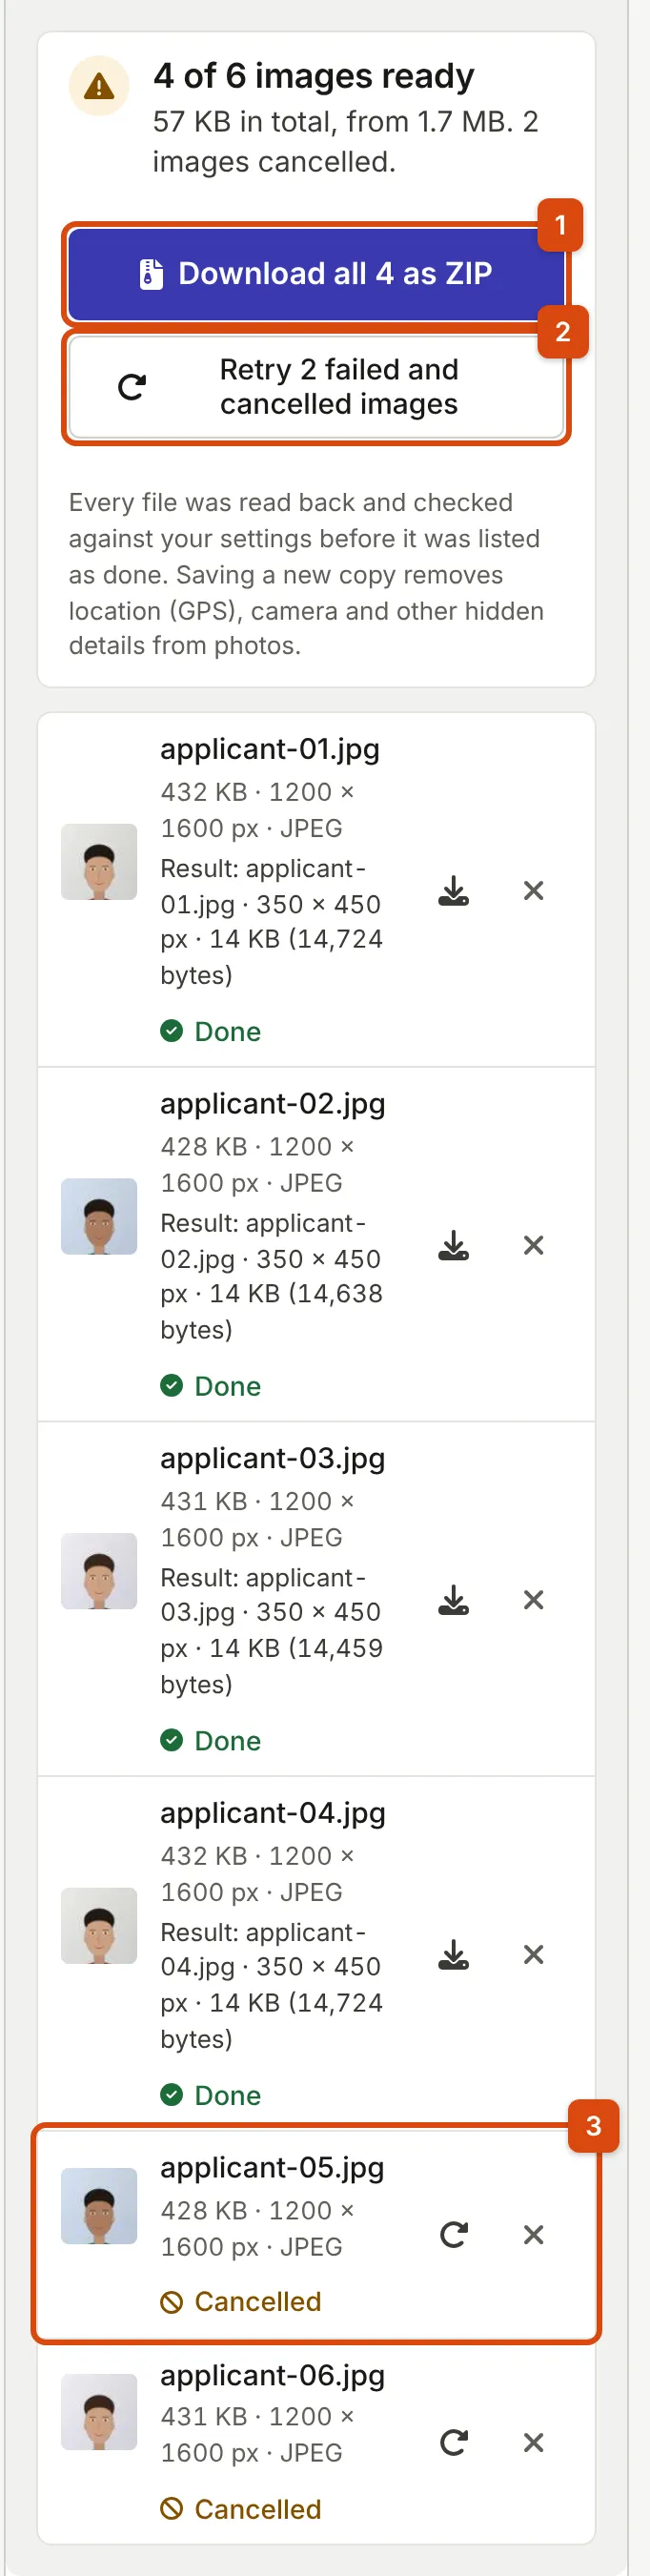 4 of 6 images ready
57 KB in total, from 1.7 MB. 2
images cancelled.
1
Download all 4 as ZIP
2
Retry 2 failed and
cancelled images
Every file was read back and checked
against your settings before it was listed
as done. Saving a new copy removes
location (GPS), camera and other hidden
details from photos.
applicant-01.jpg
432 KB · 1200 ×
1600 px · JPEG
Result: applicant-
01.jpg · 350 × 450
px · 14 KB (14,724
bytes)
Done
applicant-02.jpg
428 KB · 1200 ×
1600 px · JPEG
Result: applicant-
02.jpg · 350 × 450
px · 14 KB (14,638
bytes)
Done
applicant-03.jpg
431 KB · 1200 ×
1600 px · JPEG
Result: applicant-
03.jpg · 350 × 450
px · 14 KB (14,459
bytes)
Done
applicant-04.jpg
432 KB · 1200 ×
1600 px · JPEG
Result: applicant-
04.jpg · 350 × 450
px · 14 KB (14,724
bytes)
Done
3
applicant-05.jpg
428 KB · 1200 ×
1600 px · JPEG
Cancelled
applicant-06.jpg
431 KB · 1200 ×
1600 px · JPEG
Cancelled